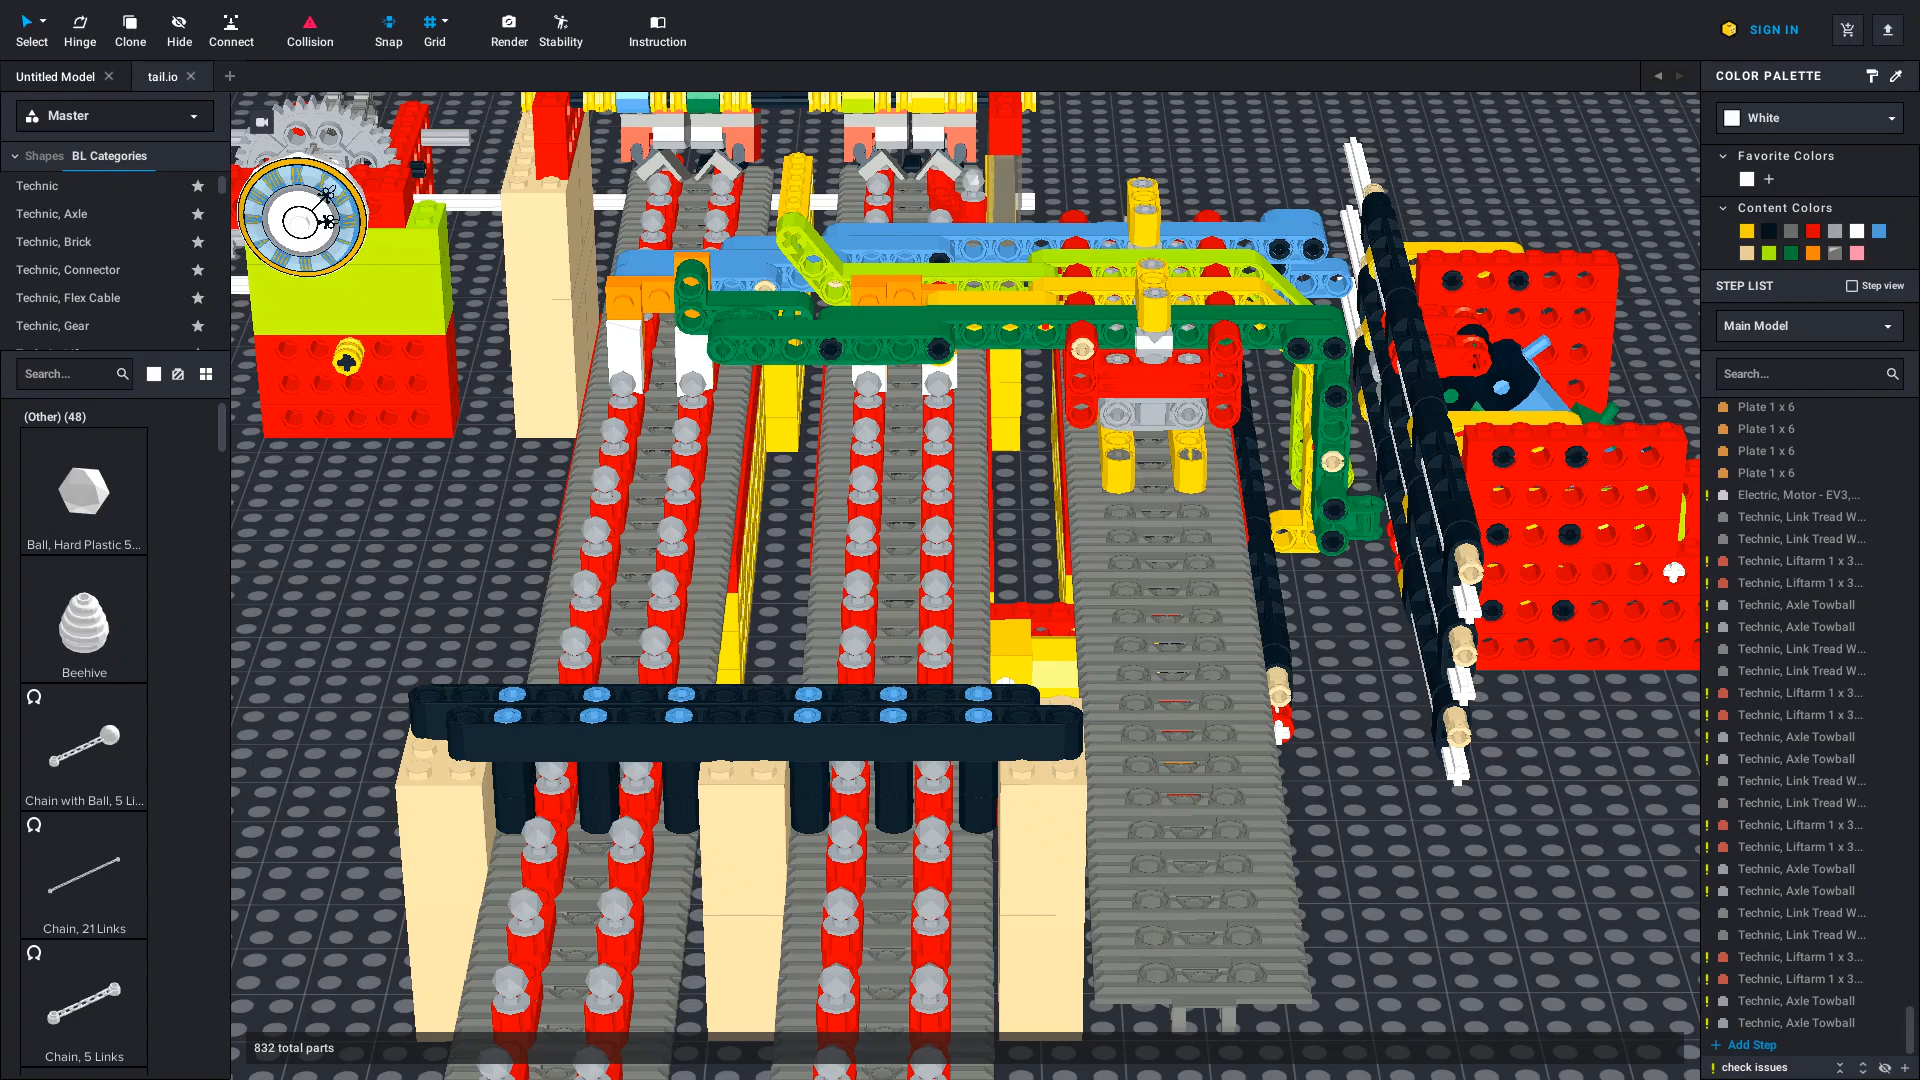 Select
Hinge
Clone
Hide
Connect
Collision
Snap
Grid
Render
Stability
Instruction
SIGN IN
Untitled Model
tail.io
Master
Shapes
BL Categories
Technic
Technic, Axle
Technic, Brick
Technic, Connector
Technic, Flex Cable
Technic, Gear
Search...
(Other) (48)
Ball, Hard Plastic 5...
Beehive
Chain with Ball, 5 Li...
Chain, 21 Links
Chain, 5 Links
832 total parts
COLOR PALETTE
White
Favorite Colors
Content Colors
STEP LIST
Step view
Main Model
Search...
Plate 1 x 6
Plate 1 x 6
Plate 1 x 6
Plate 1 x 6
Electric, Motor - EV3,...
Technic, Link Tread W...
Technic, Link Tread W...
Technic, Liftarm 1 x 3...
Technic, Liftarm 1 x 3...
Technic, Axle Towball
Technic, Axle Towball
Technic, Link Tread W...
Technic, Link Tread W...
Technic, Liftarm 1 x 3...
Technic, Liftarm 1 x 3...
Technic, Axle Towball
Technic, Axle Towball
Technic, Link Tread W...
Technic, Link Tread W...
Technic, Liftarm 1 x 3...
Technic, Liftarm 1 x 3...
Technic, Axle Towball
Technic, Axle Towball
Technic, Link Tread W...
Technic, Link Tread W...
Technic, Liftarm 1 x 3...
Technic, Liftarm 1 x 3...
Technic, Axle Towball
Technic, Axle Towball
Add Step
check issues